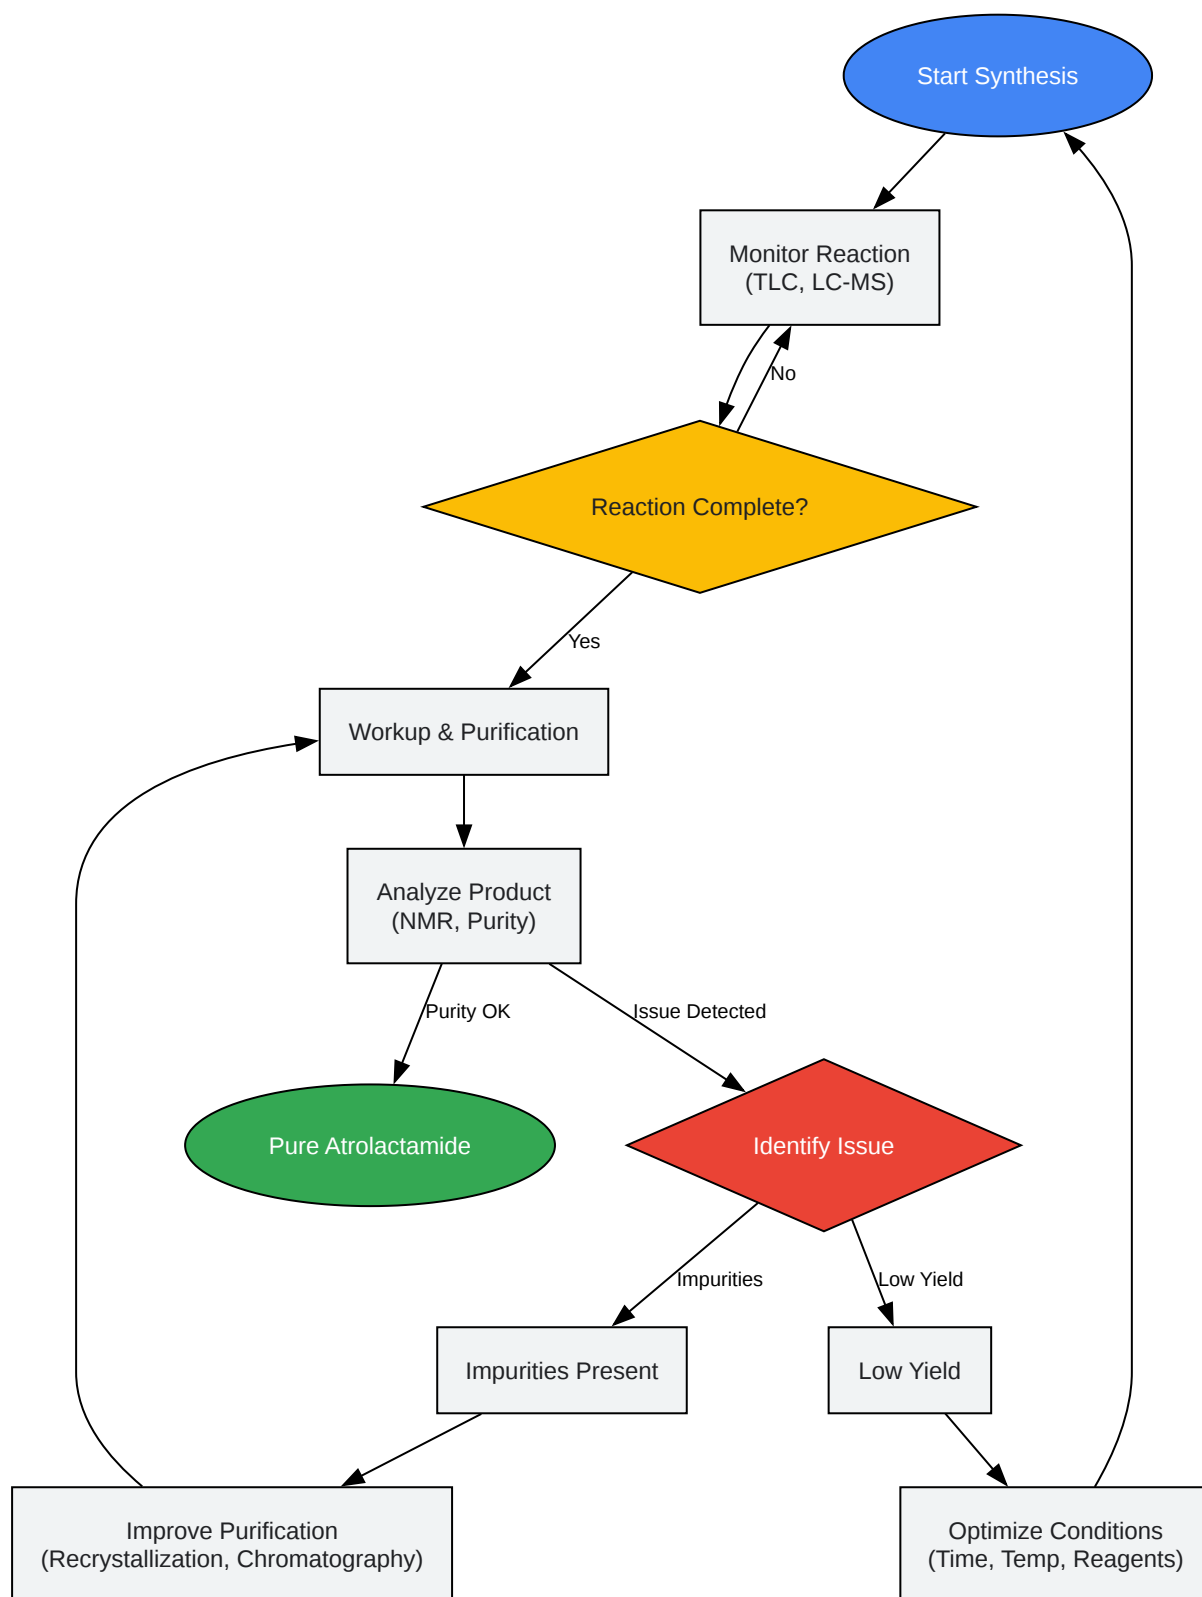 Start Synthesis
Monitor Reaction
(TLC, LC-MS)
No
Reaction Complete?
Yes
Workup & Purification
Analyze Product
(NMR, Purity)
Purity OK
Issue Detected
Pure Atrolactamide
Identify Issue
Impurities
Low Yield
Impurities Present
Low Yield
Improve Purification
(Recrystallization, Chromatography)
Optimize Conditions
(Time, Temp, Reagents)